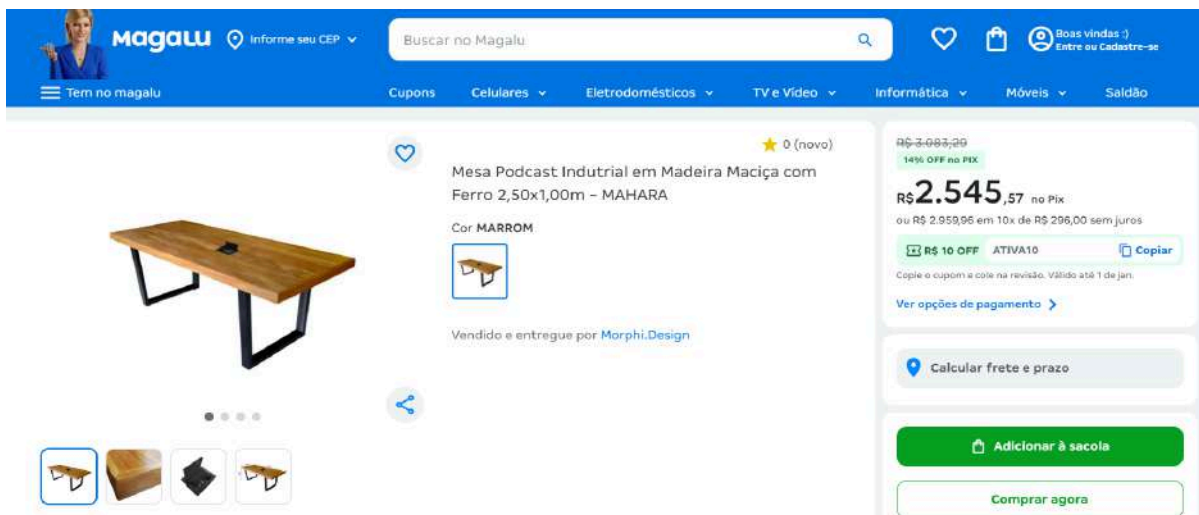 Magalu
Informe seu CEP
Buscar no Magalu
Boas vindas :)
Entre ou Cadastre-se
Tem no magalu
Cupons
Celulares
Eletrodomésticos
TV e Vídeo
Informática
Móveis
Saldão
0 (novo)
Mesa Podcast Indutrial em Madeira Maciça com
Ferro 2,50x1,00m – MAHARA
Cor MARROM
Vendido e entregue por Morphi.Design
R$ 3.083,29
14% OFF no PIX
R$ 2.545,57 no Pix
ou R$ 2.959,96 em 10x de R$ 296,00 sem juros
R$ 10 OFF ATIVA10 Copiar
Copie o cupom e cole na revisão. Válido até 1 de jan.
Ver opções de pagamento
Calcular frete e prazo
Adicionar à sacola
Comprar agora